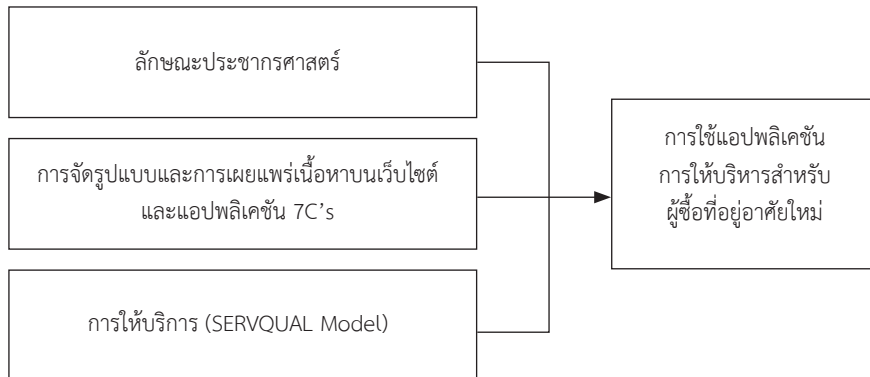 ลักษณะประชากรศาสตร์
การจัดรูปแบบและการเผยแพร่เนื้อหาบนเว็บไซต์
และแอปพลิเคชัน 7C’s
การให้บริการ (SERVQUAL Model)
การใช้แอปพลิเคชัน
การให้บริหารสำหรับ
ผู้ซื้อที่อยู่อาศัยใหม่